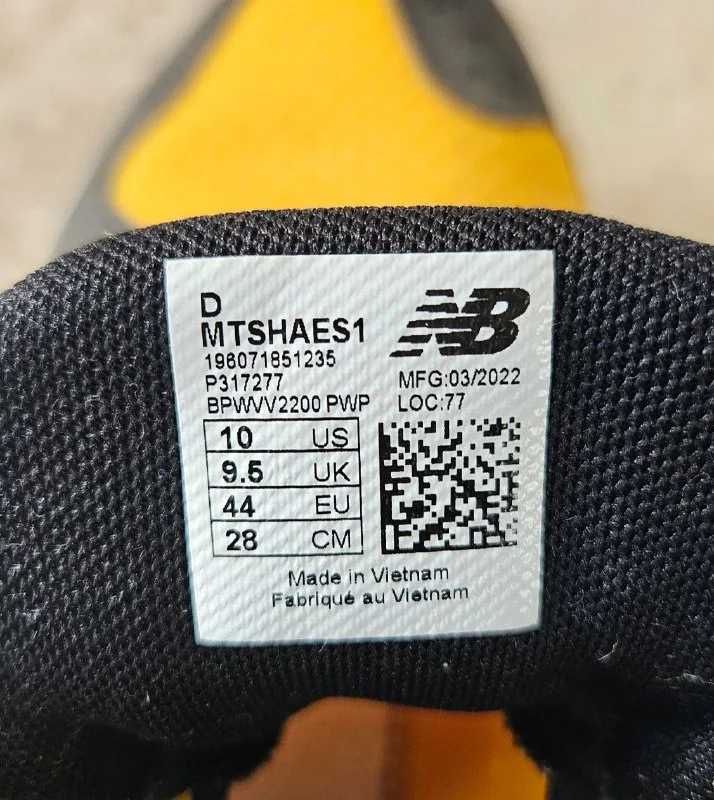 D
MTSHAES1
NB
196071851235
P317277
MFG:03/2022
BPWVV2200 PWP
LOC:77
10 US
9.5 UK
44 EU
28 CM
Made in Vietnam
Fabriqué au Vietnam